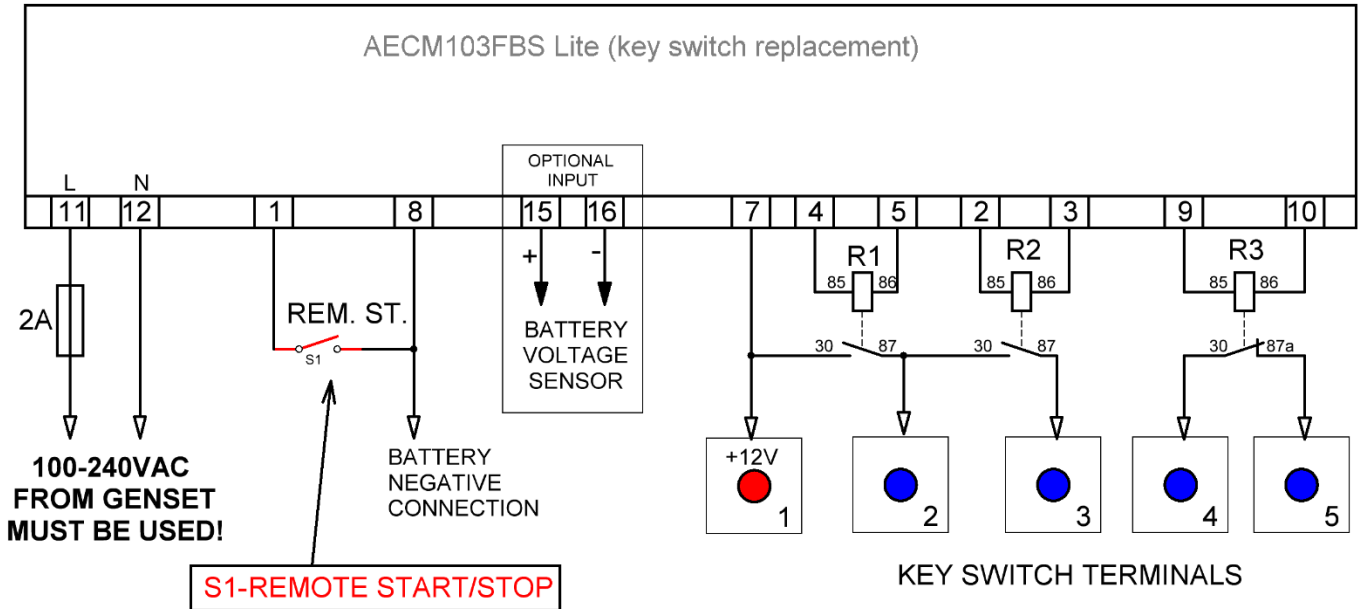 AECM103FBS Lite (key switch replacement)
OPTIONAL
INPUT
L N
11 12 1 8 15 16 7 4 5 2 3 9 10
+ -
R1 R2 R3
85 86 85 86 85 86
2A
REM. ST.
S1
BATTERY
VOLTAGE
SENSOR
30 87 30 87 30 87a
100-240VAC
FROM GENSET
MUST BE USED!
BATTERY
NEGATIVE
CONNECTION
+12V
1 2 3 4 5
S1-REMOTE START/STOP
KEY SWITCH TERMINALS